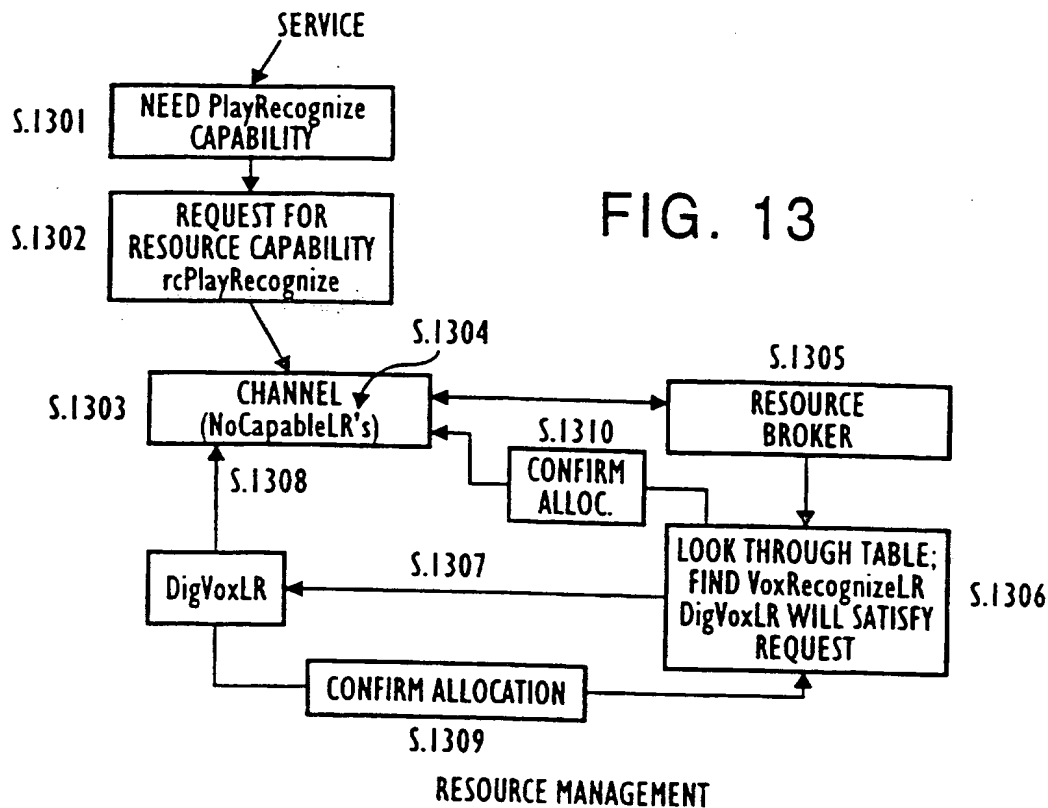 SERVICE
S.1301
NEED PlayRecognize
CAPABILITY
S.1302
REQUEST FOR
RESOURCE CAPABILITY
rcPlayRecognize
FIG. 13
S.1304
S.1303
CHANNEL
(NoCapableLR's)
S.1305
RESOURCE
BROKER
S.1310
CONFIRM
ALLOC.
S.1308
DigVoxLR
S.1307
LOOK THROUGH TABLE;
FIND VoxRecognizeLR
DigVoxLR WILL SATISFY
REQUEST
S.1306
CONFIRM ALLOCATION
S.1309
RESOURCE MANAGEMENT